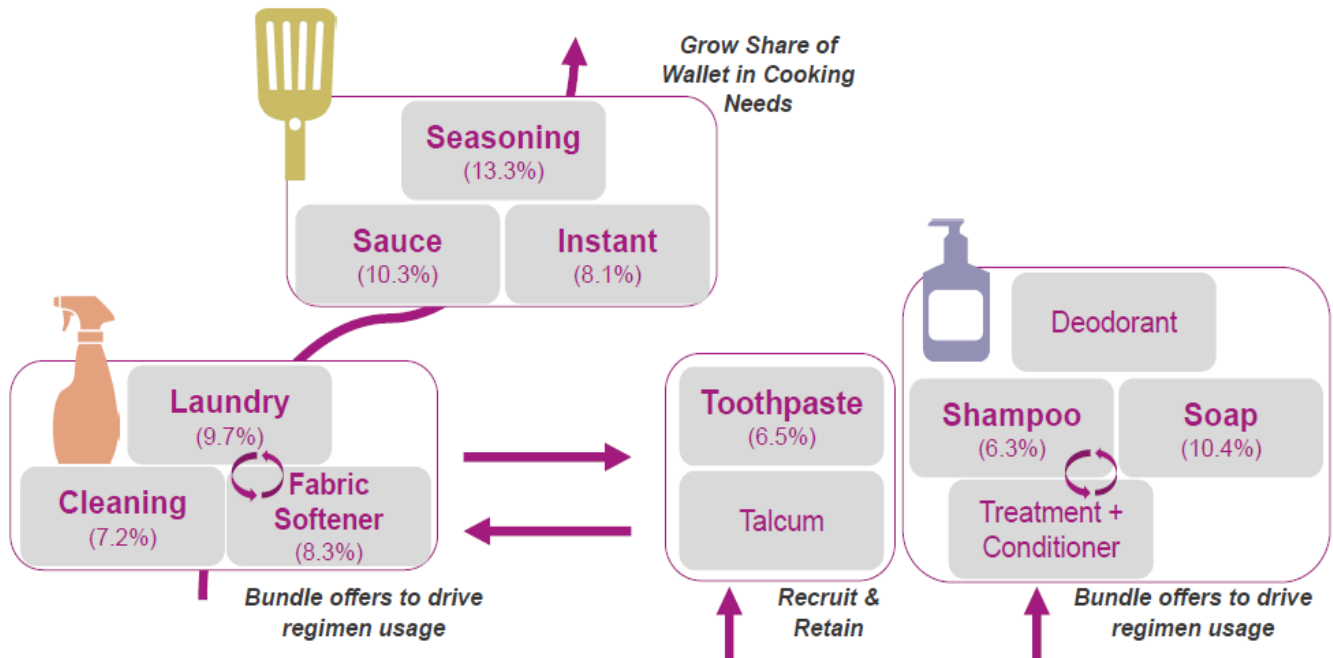 Grow Share of
Wallet in Cooking
Needs
Seasoning
(13.3%)
Sauce
(10.3%)
Instant
(8.1%)
Laundry
(9.7%)
Cleaning
(7.2%)
Fabric
Softener
(8.3%)
Bundle offers to drive
regimen usage
Toothpaste
(6.5%)
Talcum
Recruit &
Retain
Deodorant
Shampoo
(6.3%)
Soap
(10.4%)
Treatment +
Conditioner
Bundle offers to drive
regimen usage